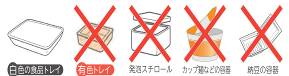 白色の食品トレイ
有色トレイ
発泡スチロール
カップ麺などの容器
納豆の容器